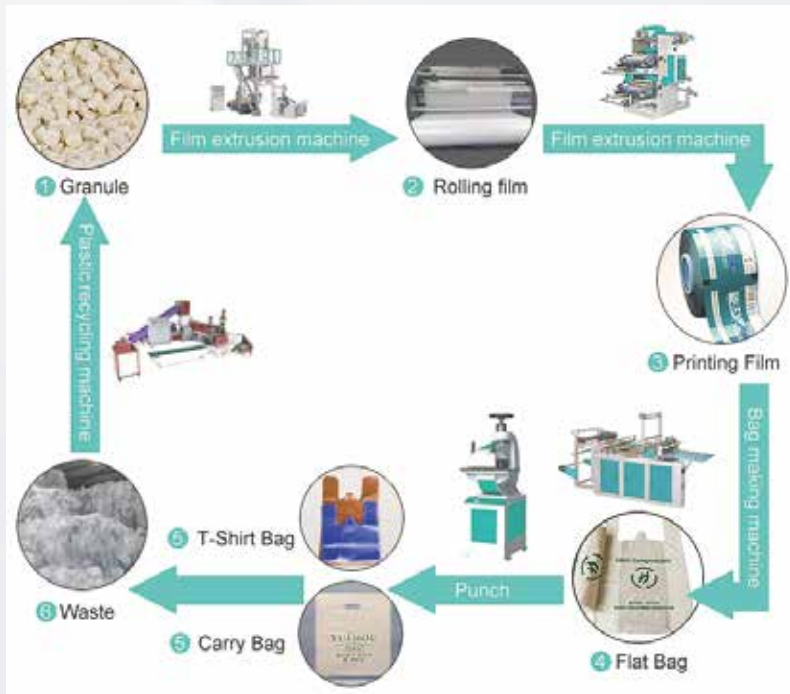 Film extrusion machine
Film extrusion machine
1 Granule
2 Rolling film
3 Printing Film
Bag making machine
4 Flat Bag
Punch
5 T-Shirt Bag
5 Carry Bag
6 Waste
Plastic recycling machine